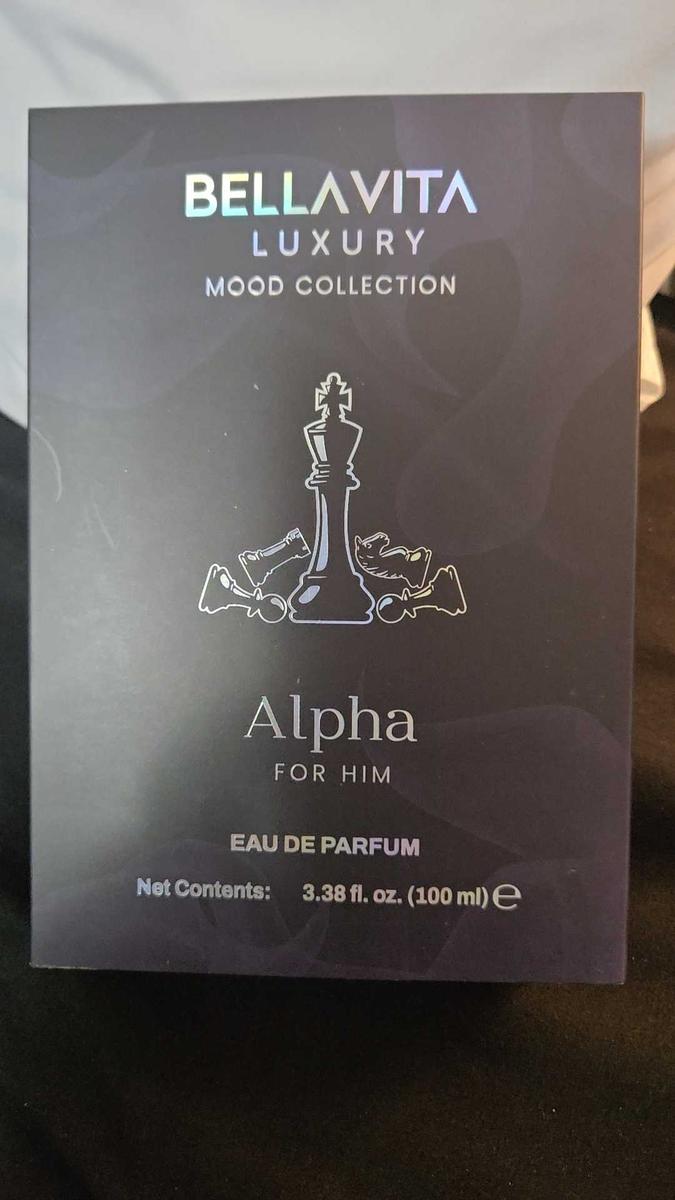 BELLAVITA
LUXURY
MOOD COLLECTION
Alpha
FOR HIM
EAU DE PARFUM
Net Contents: 3.38 fl. oz. (100 ml) ℮